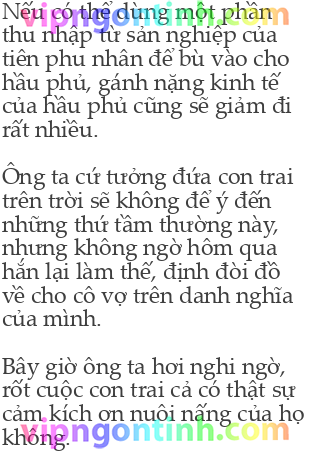 Nếu có thể dùng một phần
vipngontinh.com
thu nhập từ sản nghiệp của
tiên phu nhân để bù vào cho
hầu phủ, gánh nặng kinh tế
của hầu phủ cũng sẽ giảm đi
rất nhiều.
Ông ta cứ tưởng đứa con trai
trên trời sẽ không để ý đến
những thứ tầm thường này,
nhưng không ngờ hôm qua
hắn lại làm thế, định đòi đồ
về cho cô vợ trên danh nghĩa
của mình.
Bây giờ ông ta hơi nghi ngờ,
rốt cuộc con trai cả có thật sự
cảm kích ơn nuôi nấng của họ
vipngontinh.com
không.